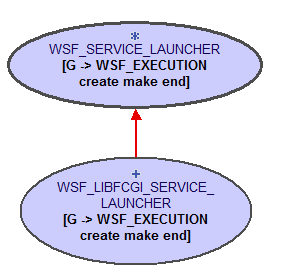 *
WSF_SERVICE_LAUNCHER
[G -> WSF_EXECUTION
create make end]
+
WSF_LIBFCGI_SERVICE_
LAUNCHER
[G -> WSF_EXECUTION
create make end]